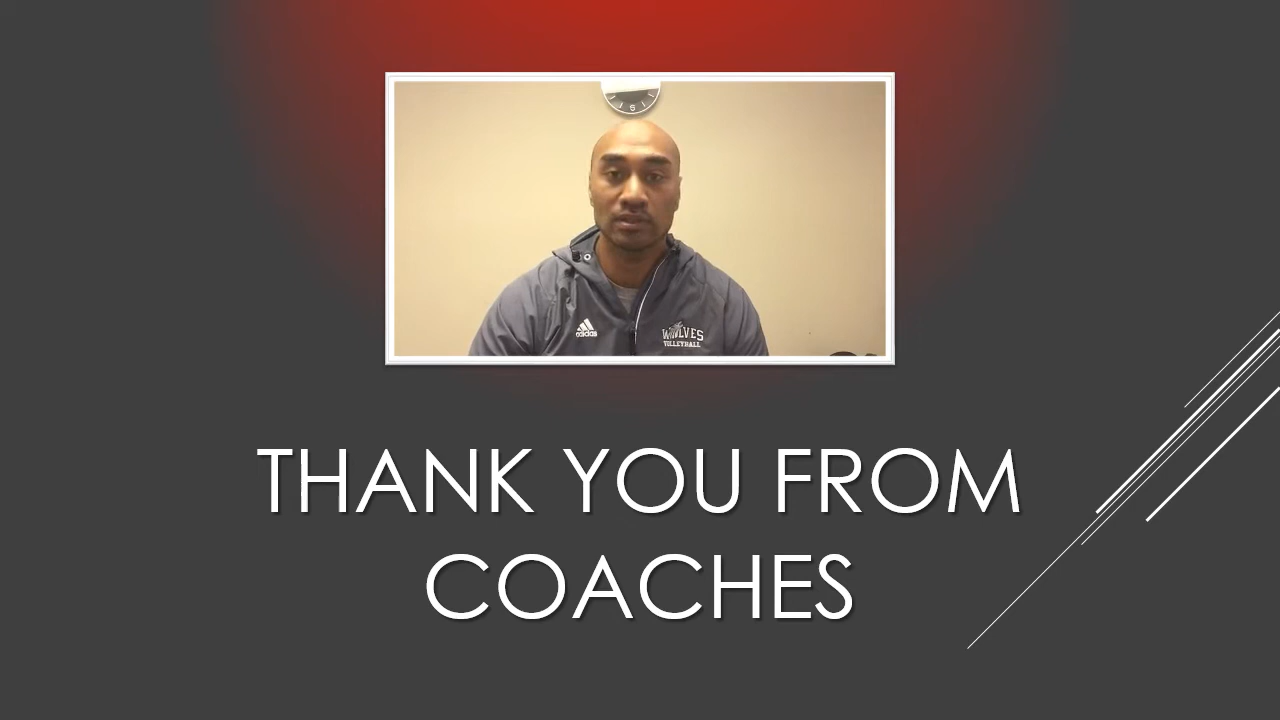 adidas
WOLVES
VOLLEYBALL
THANK YOU FROM
COACHES